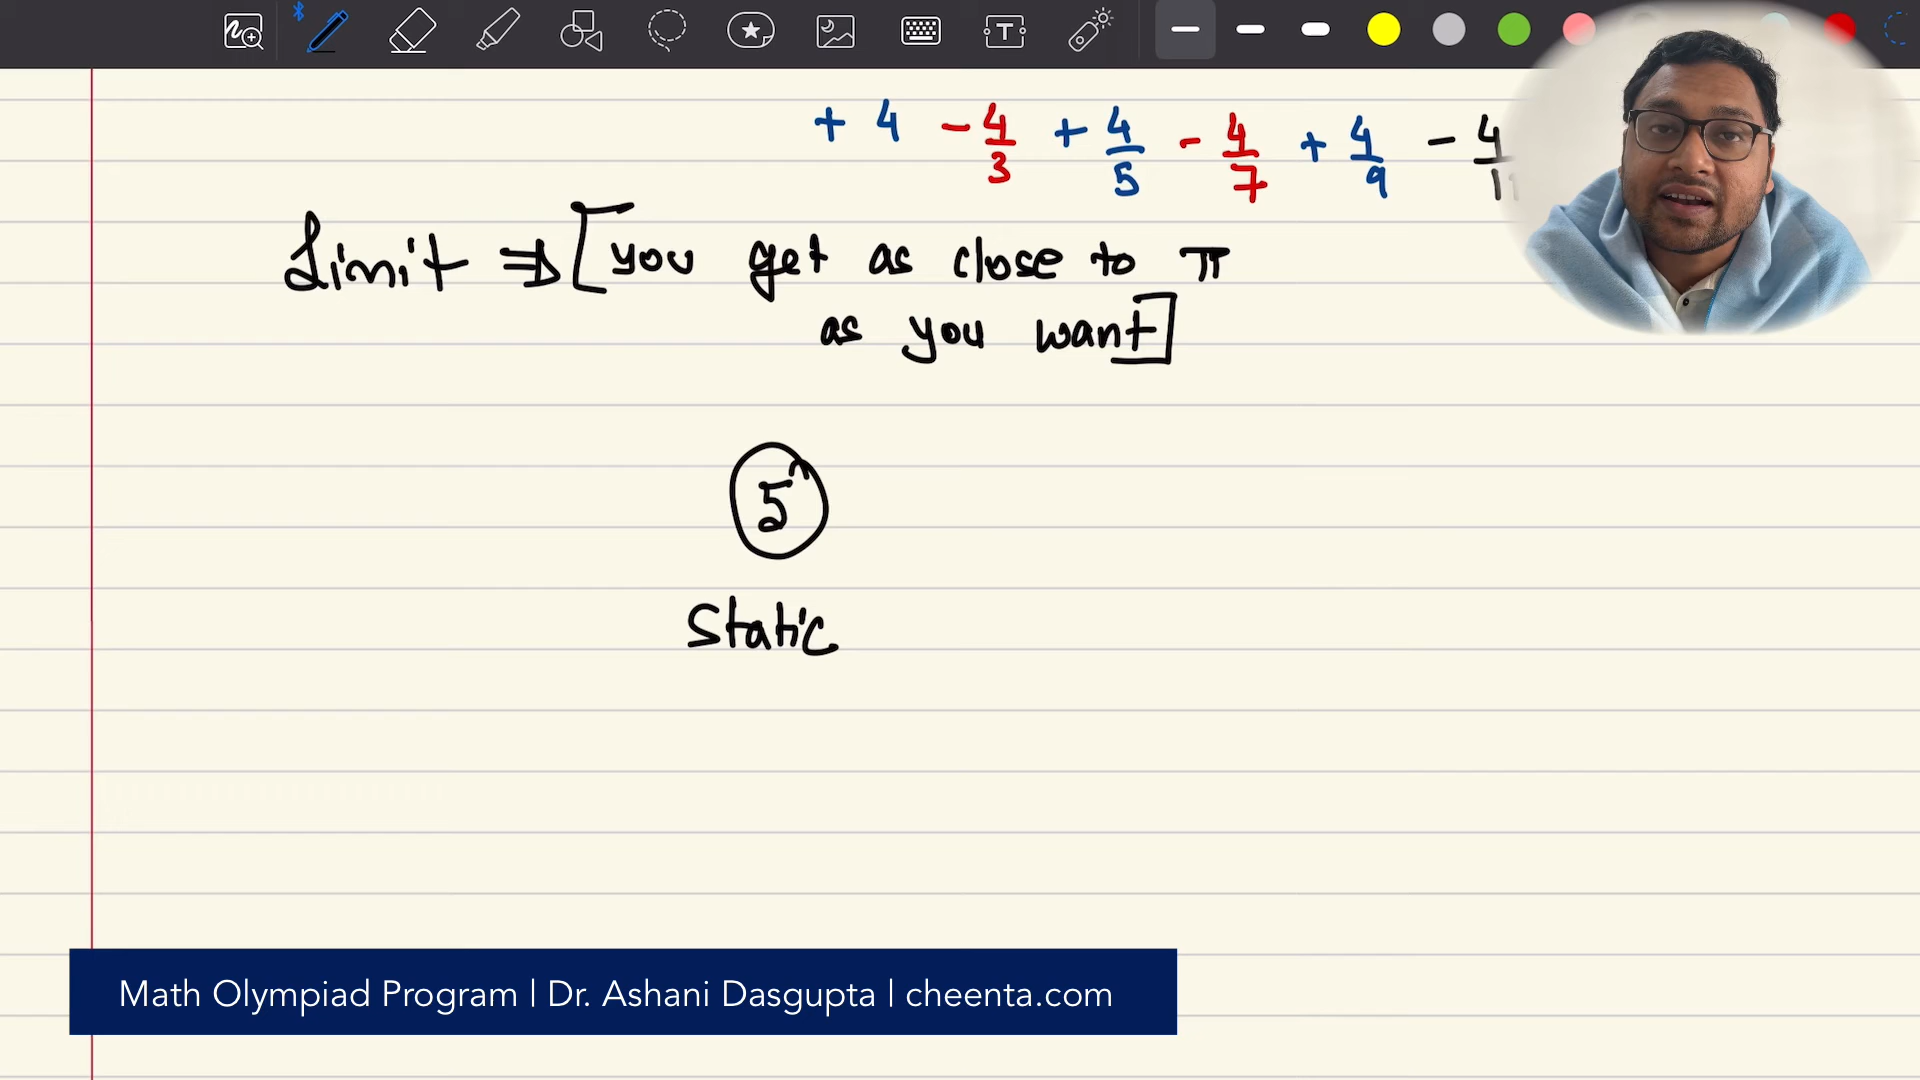 + 4 - 4/3 + 4/5 - 4/7 + 4/9 - 4/11
Limit ⇒ [you get as close to π
as you want]
5
Static
Math Olympiad Program | Dr. Ashani Dasgupta | cheenta.com